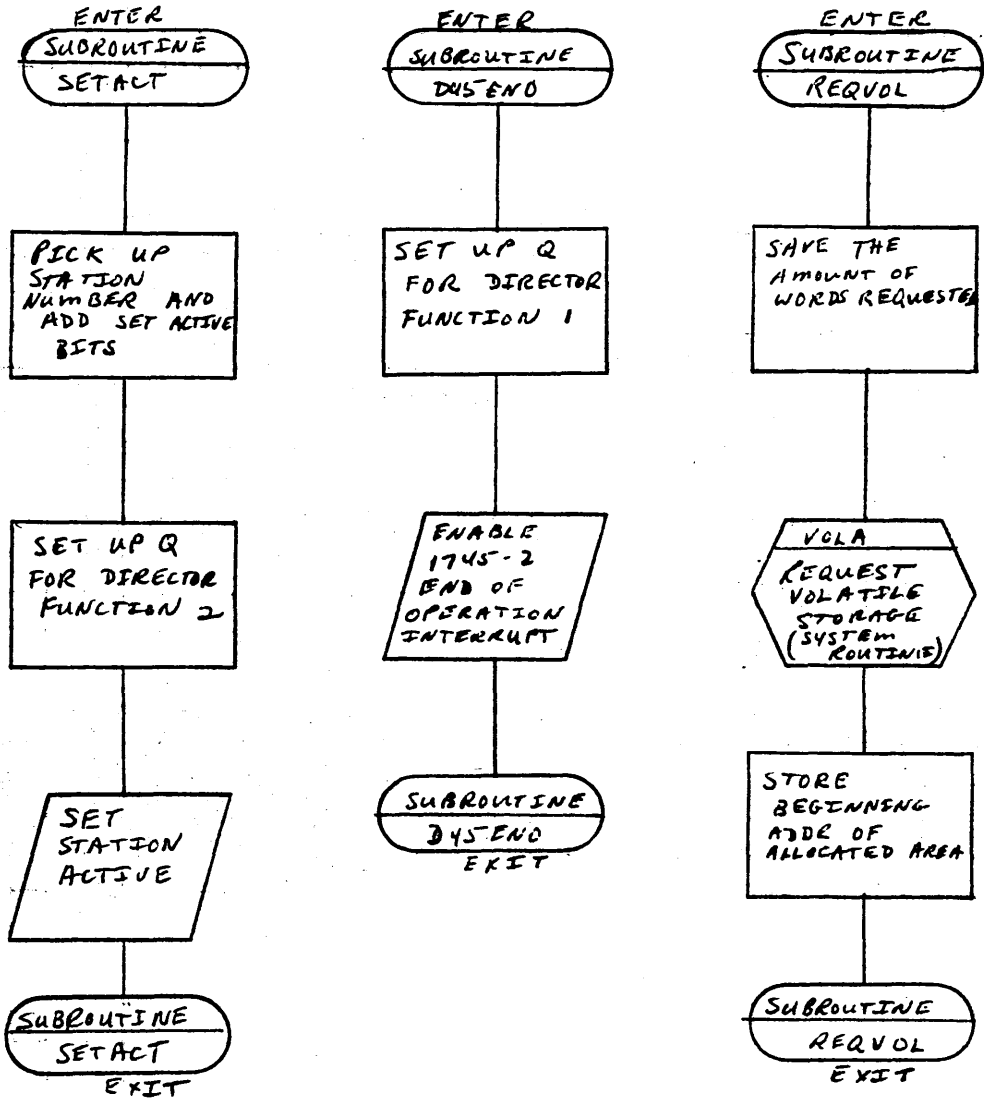 ENTER
SUBROUTINE
SETACT
PICK UP
STATION
NUMBER AND
ADD SET ACTIVE
BITS
SET UP Q
FOR DIRECTOR
FUNCTION 2
SET
STATION
ACTIVE
SUBROUTINE
SETACT
EXIT
ENTER
SUBROUTINE
D45END
SET UP Q
FOR DIRECTOR
FUNCTION 1
ENABLE
1745-2
END OF
OPERATION
INTERRUPT
SUBROUTINE
D45END
EXIT
ENTER
SUBROUTINE
REQVOL
SAVE THE
AMOUNT OF
WORDS REQUESTED
VOLA
REQUEST
VOLATILE
STORAGE
(SYSTEM
ROUTINE)
STORE
BEGINNING
ADDR OF
ALLOCATED AREA
SUBROUTINE
REQVOL
EXIT